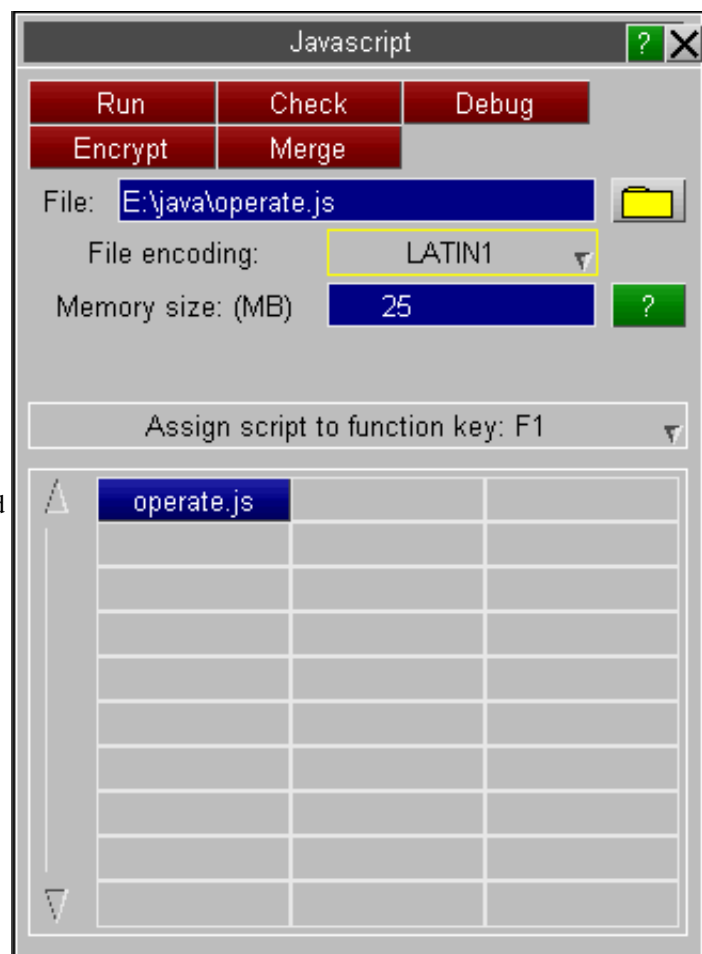 Javascript ?
Run Check Debug
Encrypt Merge
File: E:\java\operate.js
File encoding: LATIN1
Memory size: (MB) 25 ?
Assign script to function key: F1
operate.js